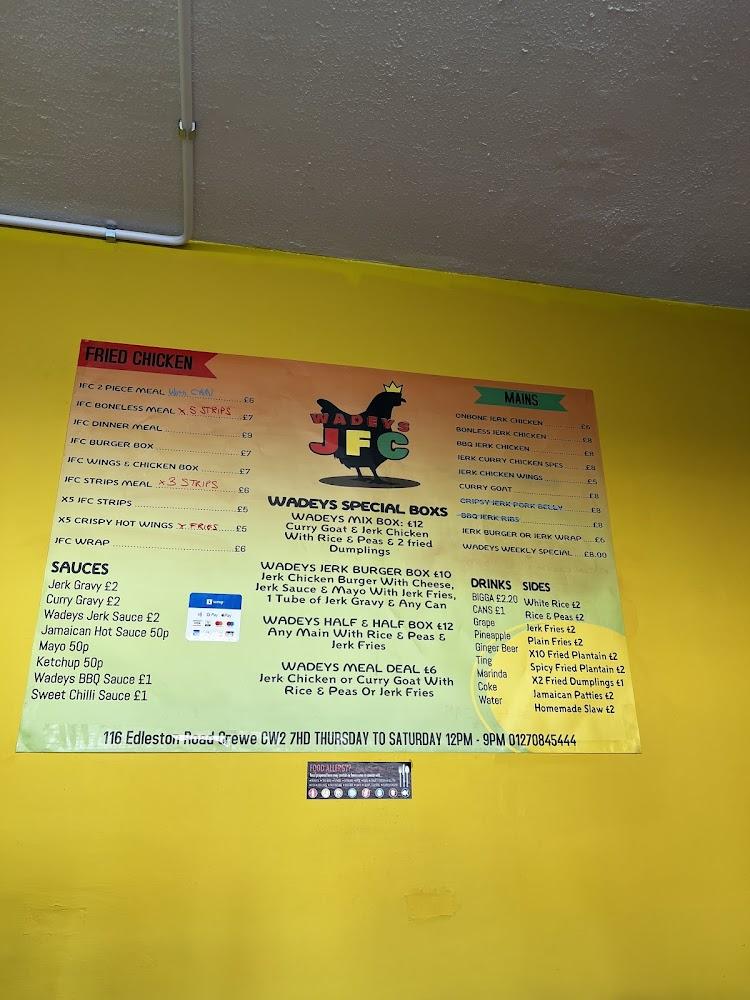 FRIED CHICKEN
JFC 2 PIECE MEAL With CAN £6
JFC BONELESS MEAL x 5 STRIPS £7
JFC DINNER MEAL £9
JFC BURGER BOX £7
JFC WINGS & CHICKEN BOX £7
JFC STRIPS MEAL x3 STRIPS £6
X5 JFC STRIPS £5
X5 CRISPY HOT WINGS x FRIES £5
JFC WRAP £6
SAUCES
Jerk Gravy £2
Curry Gravy £2
Wadeys Jerk Sauce £2
Jamaican Hot Sauce 50p
Mayo 50p
Ketchup 50p
Wadeys BBQ Sauce £1
Sweet Chilli Sauce £1
WADEYS
JFC
WADEYS SPECIAL BOXS
WADEYS MIX BOX: £12
Curry Goat & Jerk Chicken
With Rice & Peas & 2 fried
Dumplings
WADEYS JERK BURGER BOX £10
Jerk Chicken Burger With Cheese,
Jerk Sauce & Mayo With Jerk Fries,
1 Tube of Jerk Gravy & Any Can
WADEYS HALF & HALF BOX £12
Any Main With Rice & Peas &
Jerk Fries
WADEYS MEAL DEAL £6
Jerk Chicken or Curry Goat With
Rice & Peas Or Jerk Fries
MAINS
ONBONE JERK CHICKEN £6
BONLESS JERK CHICKEN £8
BBQ JERK CHICKEN £8
JERK CURRY CHICKEN SPES £8
JERK CHICKEN WINGS £5
CURRY GOAT £8
CRIPSY JERK PORK BELLY £8
BBQ JERK RIBS £8
JERK BURGER OR JERK WRAP £6
WADEYS WEEKLY SPECIAL £8.00
DRINKS
BIGGA £2.20
CANS £1
Grape
Pineapple
Ginger Beer
Ting
Marinda
Coke
Water
SIDES
White Rice £2
Rice & Peas £2
Jerk Fries £2
Plain Fries £2
X10 Fried Plantain £2
Spicy Fried Plantain £2
X2 Fried Dumplings £1
Jamaican Patties £2
Homemade Slaw £2
116 Edleston Road Crewe CW2 7HD THURSDAY TO SATURDAY 12PM - 9PM 01270845444
FOOD ALLERGY?